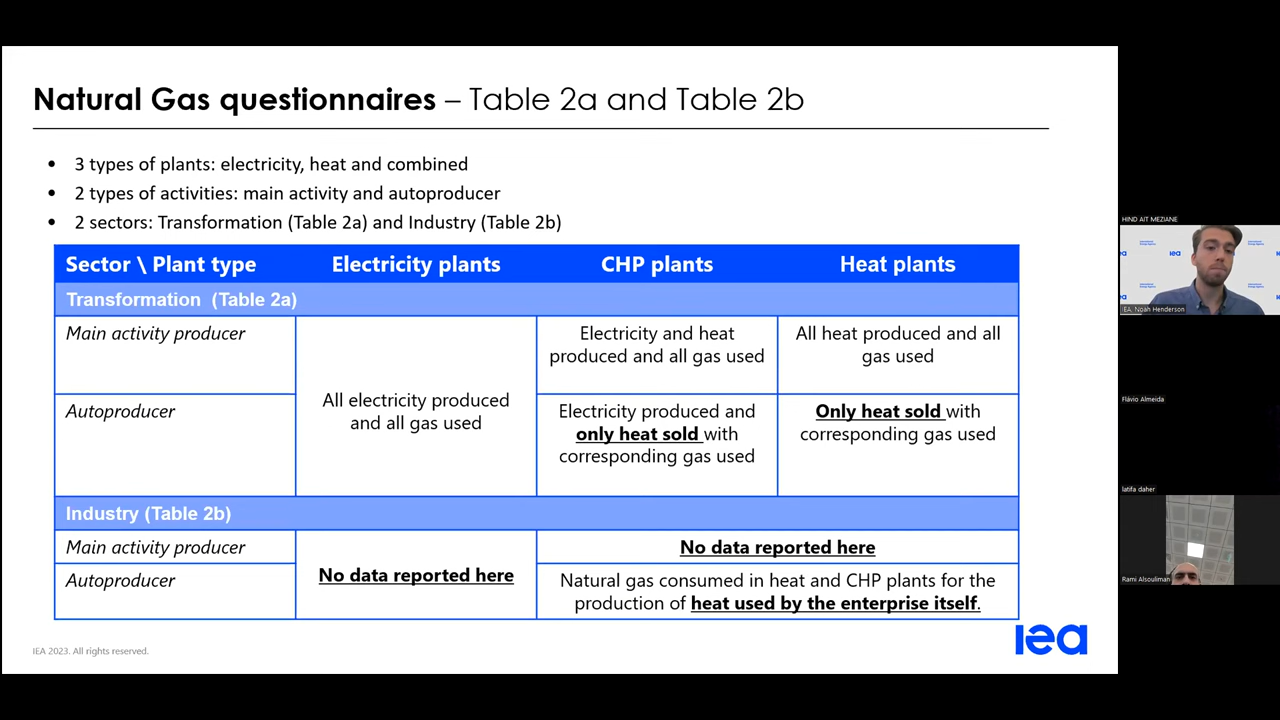 Natural Gas questionnaires – Table 2a and Table 2b
• 3 types of plants: electricity, heat and combined
• 2 types of activities: main activity and autoproducer
• 2 sectors: Transformation (Table 2a) and Industry (Table 2b)
Sector \ Plant type Electricity plants CHP plants Heat plants
Transformation (Table 2a)
Main activity producer
All electricity produced
and all gas used
Electricity and heat
produced and all gas used
All heat produced and all
gas used
Autoproducer
Electricity produced and
only heat sold with
corresponding gas used
Only heat sold with
corresponding gas used
Industry (Table 2b)
Main activity producer
No data reported here
No data reported here
Autoproducer
Natural gas consumed in heat and CHP plants for the
production of heat used by the enterprise itself.
IEA 2023. All rights reserved.
iea
HIND AIT MEZIANE
iea
IEA. Noah Henderson
Flávio Almeida
latifa daher
Rami Alsouliman